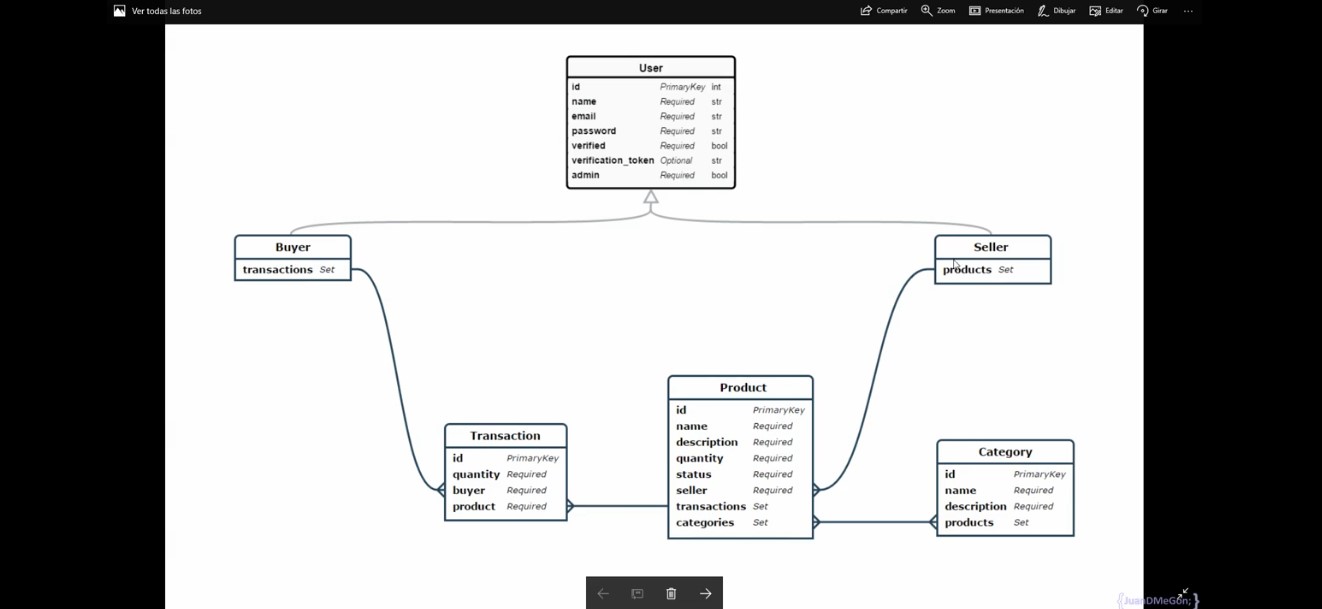 Ver todas las fotos
Compartir
Zoom
Presentación
Dibujar
Editar
Girar
User
id PrimaryKey int
name Required str
email Required str
password Required str
verified Required bool
verification_token Optional str
admin Required bool
Buyer
transactions Set
Seller
products Set
Transaction
id PrimaryKey
quantity Required
buyer Required
product Required
Product
id PrimaryKey
name Required
description Required
quantity Required
status Required
seller Required
transactions Set
categories Set
Category
id PrimaryKey
name Required
description Required
products Set
{JuanDMeGon; }